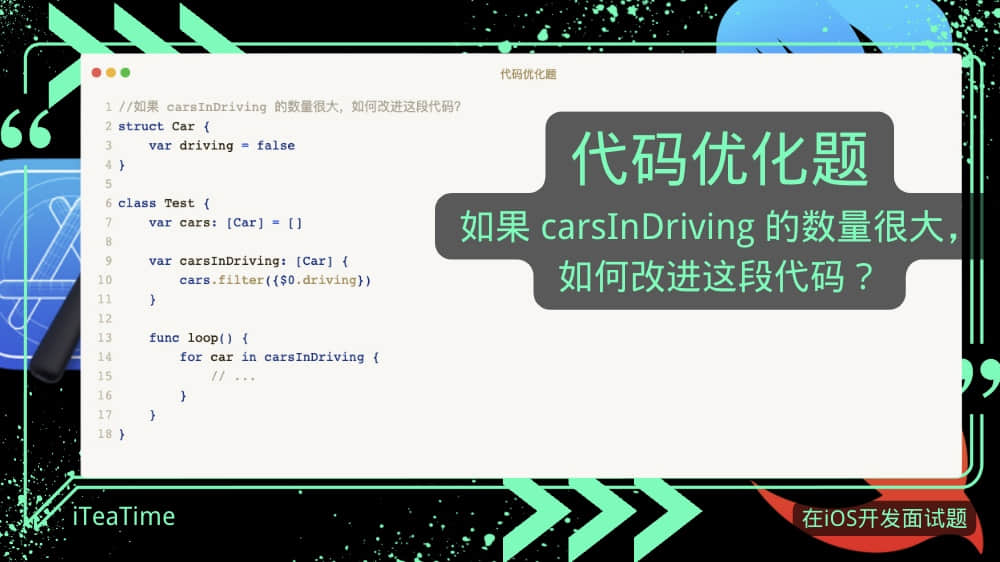 代码优化题
1 //如果 carsInDriving 的数量很大，如何改进这段代码？
2 struct Car {
3     var driving = false
4 }
5
6 class Test {
7     var cars: [Car] = []
8
9     var carsInDriving: [Car] {
10         cars.filter({$0.driving})
11     }
12
13     func loop() {
14         for car in carsInDriving {
15             // ...
16         }
17     }
18 }
代码优化题
如果 carsInDriving 的数量很大，
如何改进这段代码？
iTeaTime
在iOS开发面试题